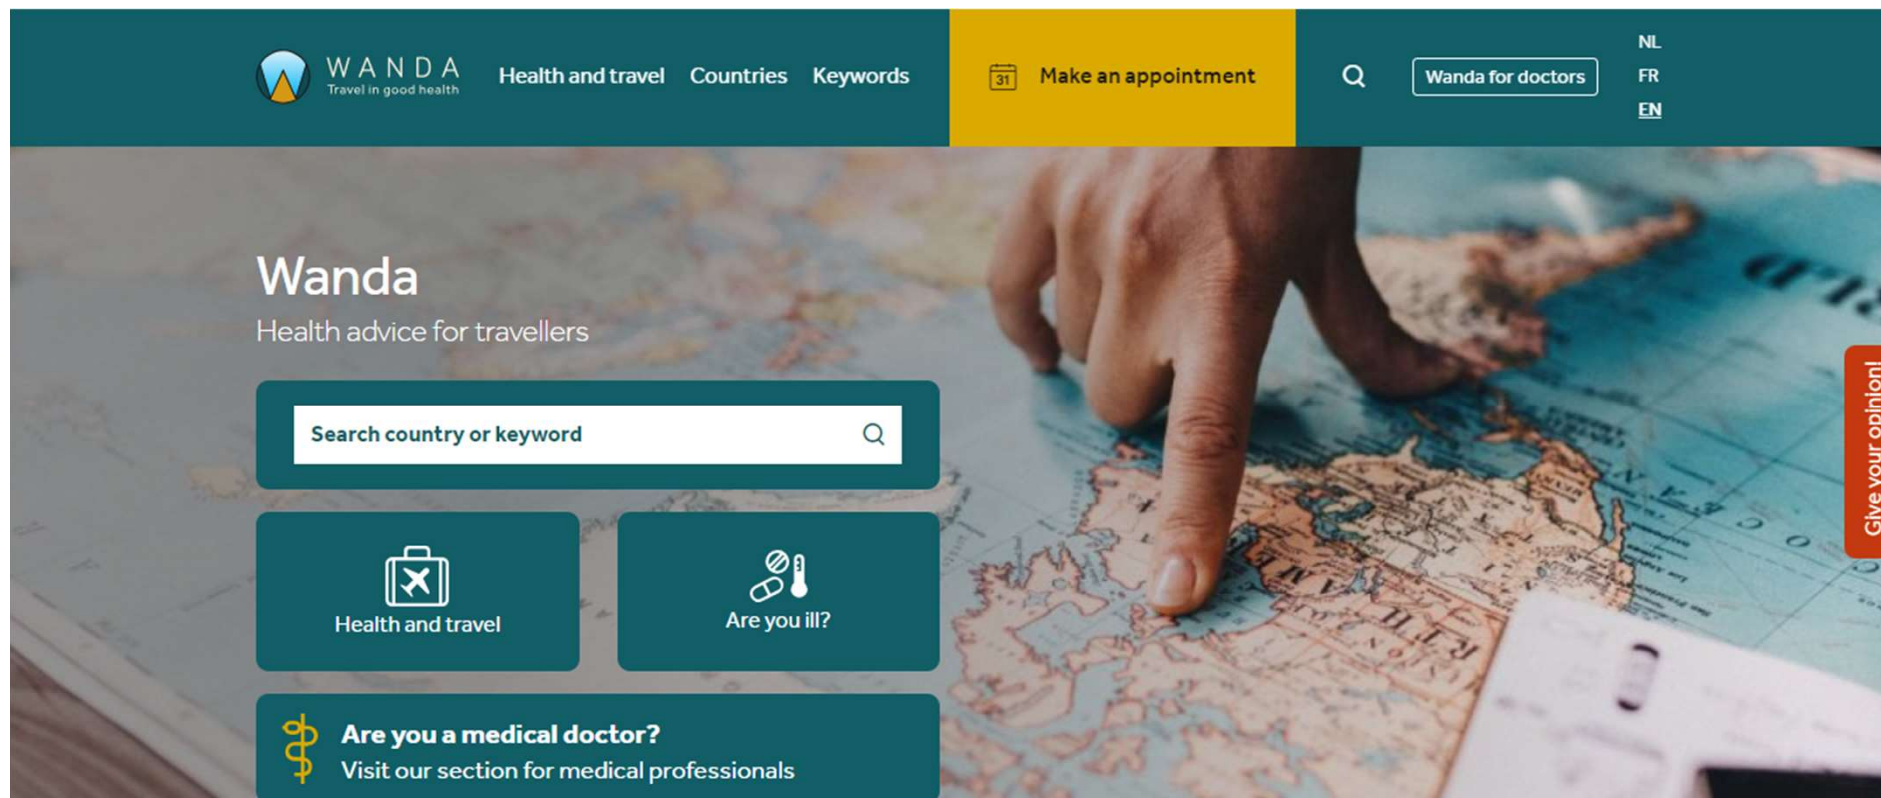 WANDA
Travel in good health
Health and travel
Countries
Keywords
31
Make an appointment
Wanda for doctors
NL
FR
EN
Wanda
Health advice for travellers
Search country or keyword
Health and travel
Are you ill?
Are you a medical doctor?
Visit our section for medical professionals
Give your opinion!